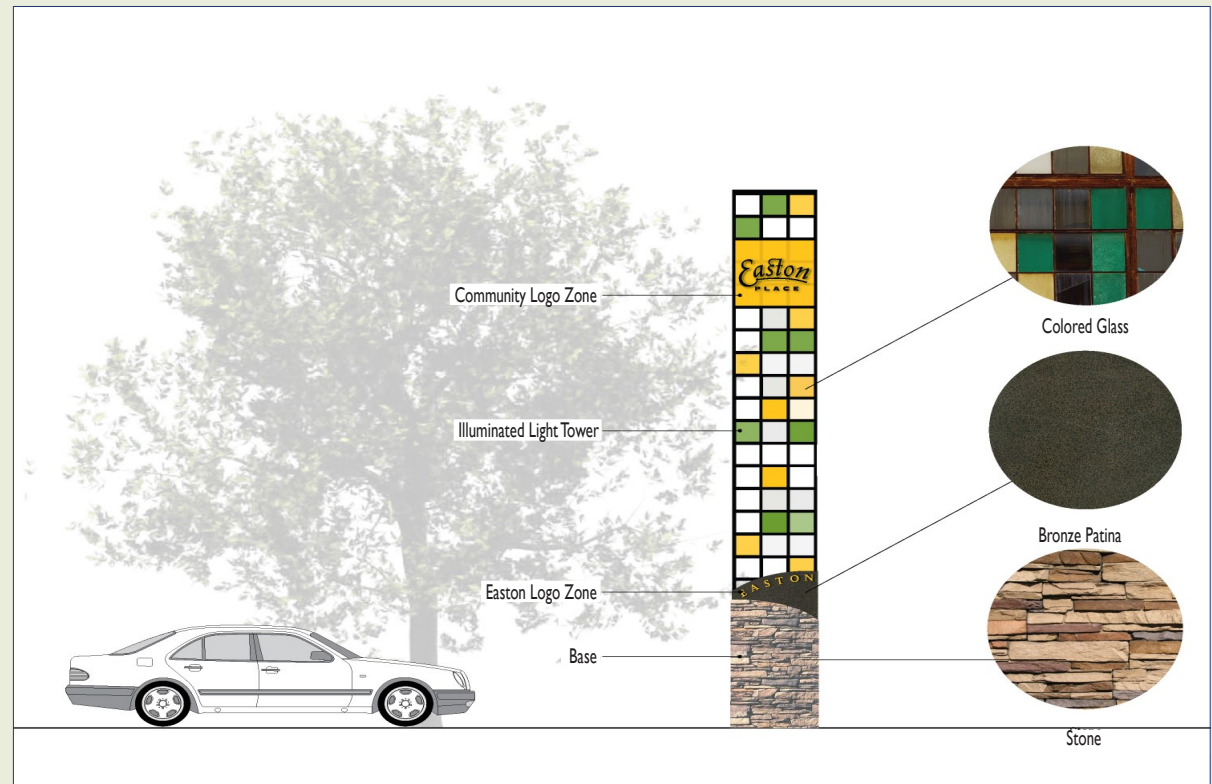 Easton
PLACE
Community Logo Zone
Colored Glass
Illuminated Light Tower
Bronze Patina
EASTON
Easton Logo Zone
Base
Stone